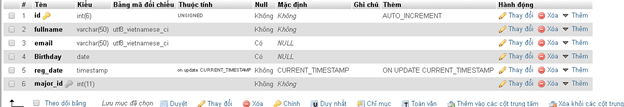 # Tên Kiểu Bảng mã đối chiếu Thuộc tính Null Mặc định Ghi chú Thêm Hành động
1 id int(6) UNSIGNED Không Không AUTO_INCREMENT Thay đổi Xóa Thêm
2 fullname varchar(50) utf8_vietnamese_ci Không Không Thay đổi Xóa Thêm
3 email varchar(50) utf8_vietnamese_ci Có NULL Thay đổi Xóa Thêm
4 Birthday date Có NULL Thay đổi Xóa Thêm
5 reg_date timestamp on update CURRENT_TIMESTAMP Không CURRENT_TIMESTAMP ON UPDATE CURRENT_TIMESTAMP Thay đổi Xóa Thêm
6 major_id int(11) Không Không Thay đổi Xóa Thêm
Theo dõi bảng Lưu mục đã chọn Duyệt Thay đổi Xóa Chính Duy nhất Chỉ mục Toàn văn Thêm vào các cột trung tâm Xóa khỏi các cột trung